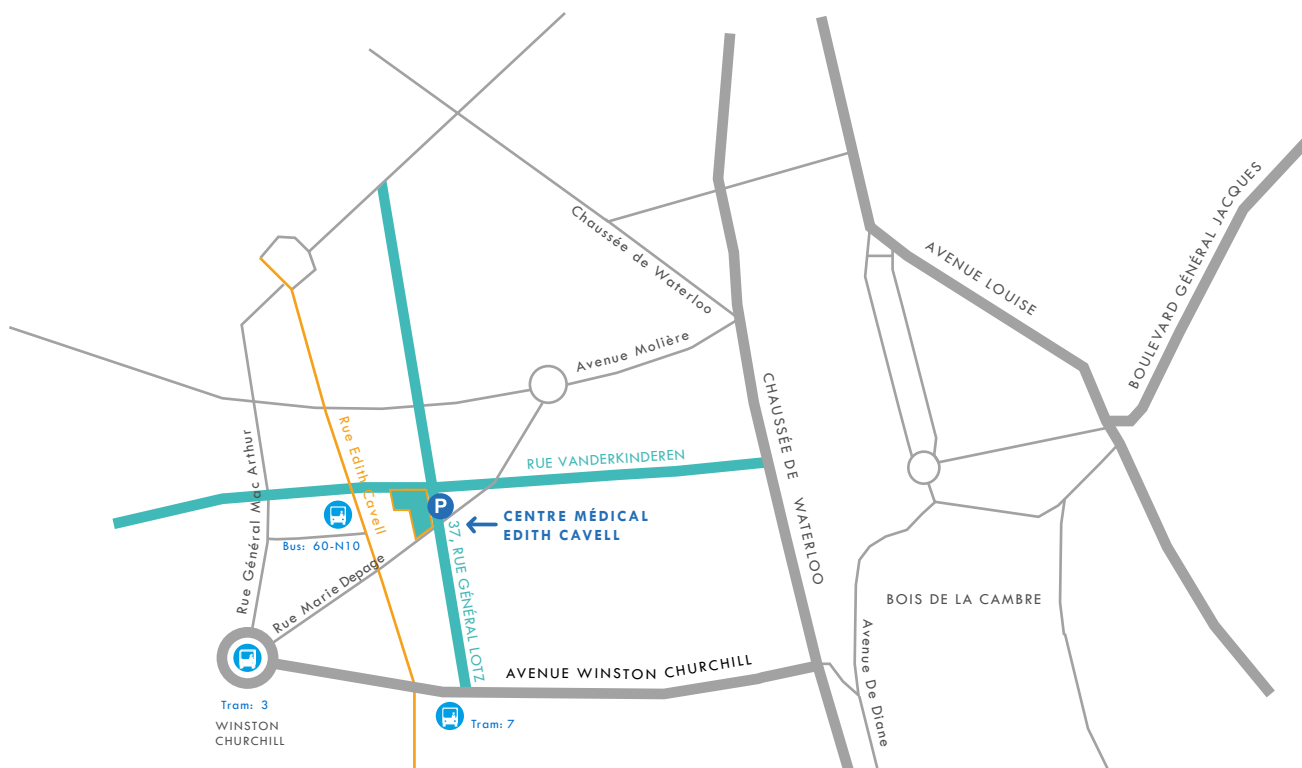 BOULEVARD GÉNÉRAL JACQUES
Chaussée de Waterloo
AVENUE LOUISE
Avenue Molière
CHAUSSÉE DE WATERLOO
Rue Général Mac Arthur
Rue Edith Cavell
RUE VANDERKINDEREN
P
CENTRE MÉDICAL
EDITH CAVELL
Bus: 60-N10
37, RUE GÉNÉRAL LOTZ
Rue Marie Depage
BOIS DE LA CAMBRE
Avenue De Diane
AVENUE WINSTON CHURCHILL
Tram: 3
WINSTON
CHURCHILL
Tram: 7